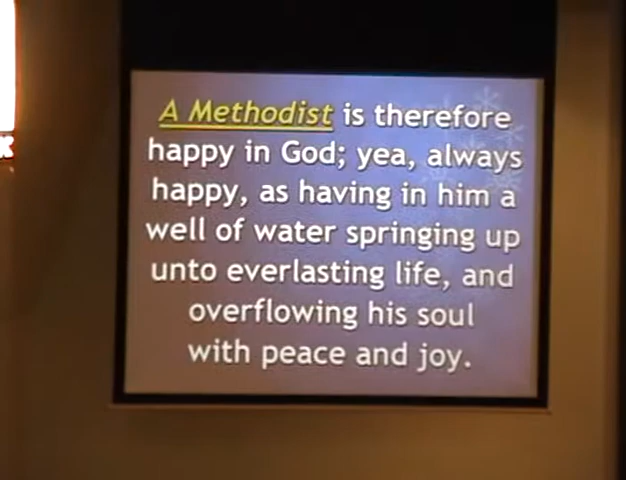 A Methodist is therefore
happy in God; yea, always
happy, as having in him a
well of water springing up
unto everlasting life, and
overflowing his soul
with peace and joy.